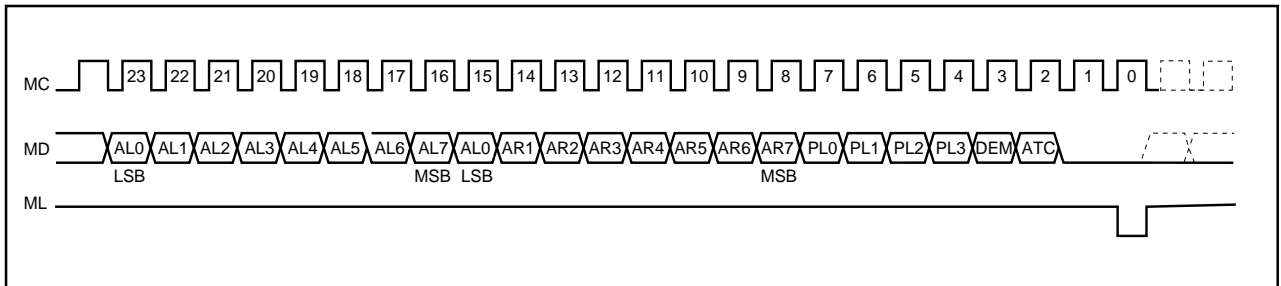 MC 23 22 21 20 19 18 17 16 15 14 13 12 11 10 9 8 7 6 5 4 3 2 1 0
MD AL0 AL1 AL2 AL3 AL4 AL5 AL6 AL7 AL0 AR1 AR2 AR3 AR4 AR5 AR6 AR7 PL0 PL1 PL2 PL3 DEM ATC
LSB MSB LSB MSB
ML